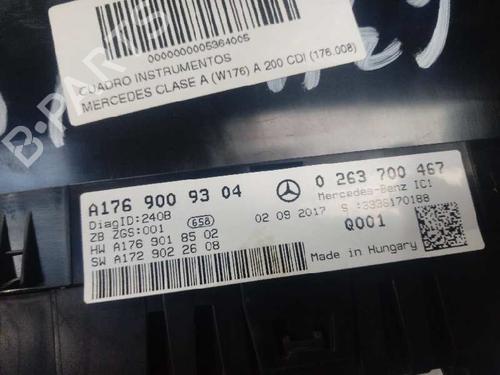 0000000005364005
CUADRO INSTRUMENTOS
MERCEDES CLASE A (W176) A 200 CDI (176.008)
B-PARTS
A176 900 93 04
DiagID:240B
ZB ZGS:001
658
HW A176 901 85 02
SW A172 902 26 08
0 263 700 467
Mercedes-Benz IC1
02 09 2017
S :3336170188
Q001
Made in Hungary